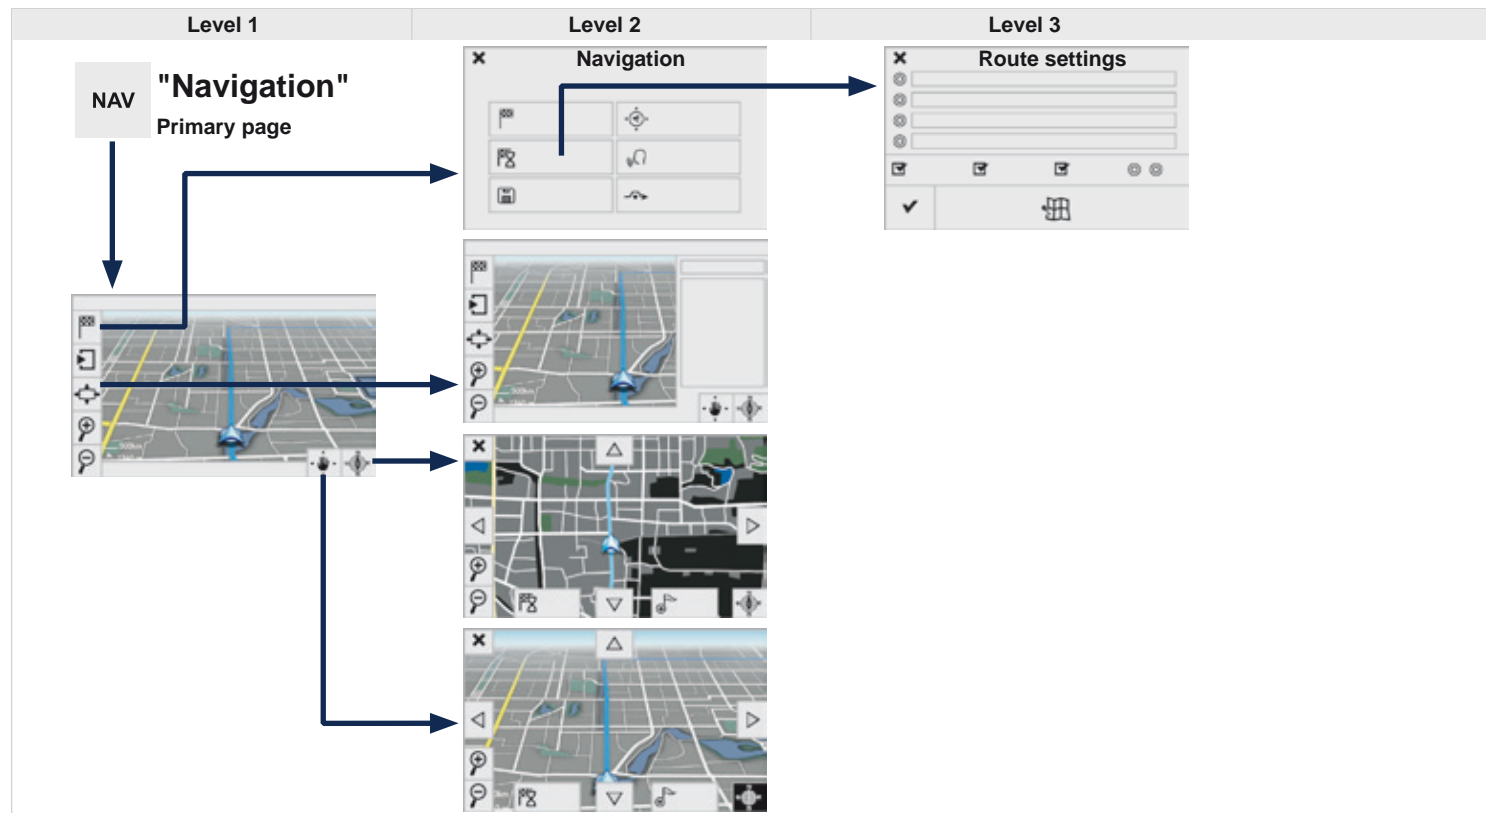 Level 1
Level 2
Level 3
NAV
"Navigation"
Primary page
Navigation
Route settings